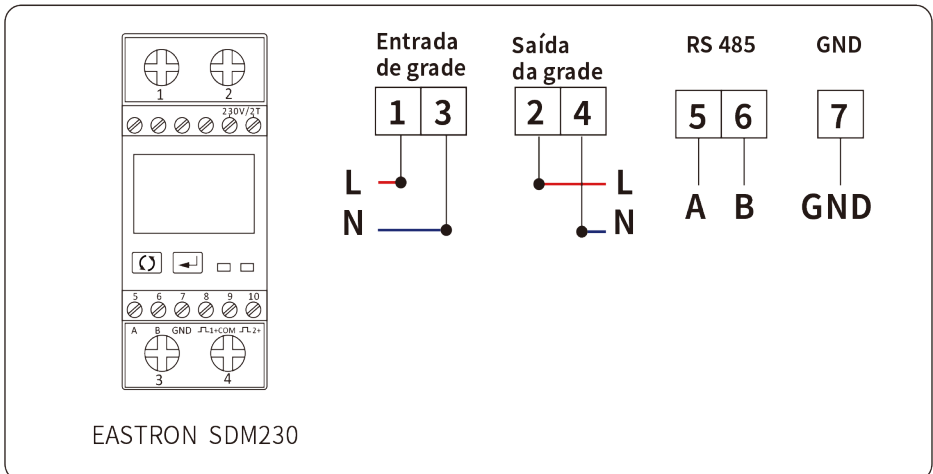 1 2
230V/2T
5 6 7 8 9 10
A B GND 1+COM 2+
3 4
EASTRON SDM230
Entrada
de grade
1 3
L
N
Saída
da grade
2 4
L
N
RS 485
5 6
A B
GND
7
GND